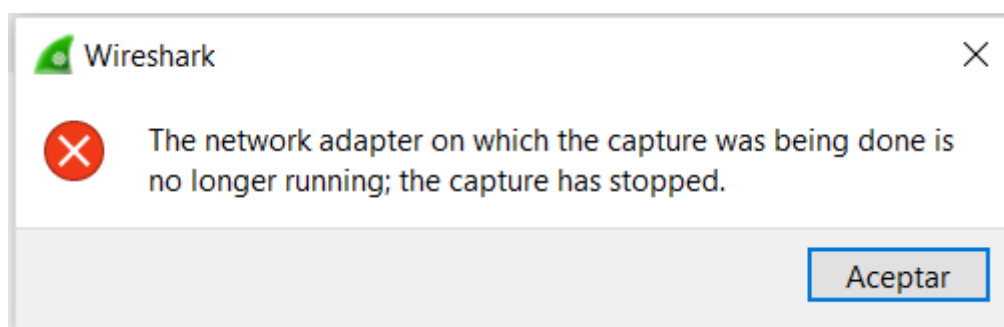 Wireshark
The network adapter on which the capture was being done is
no longer running; the capture has stopped.
Aceptar